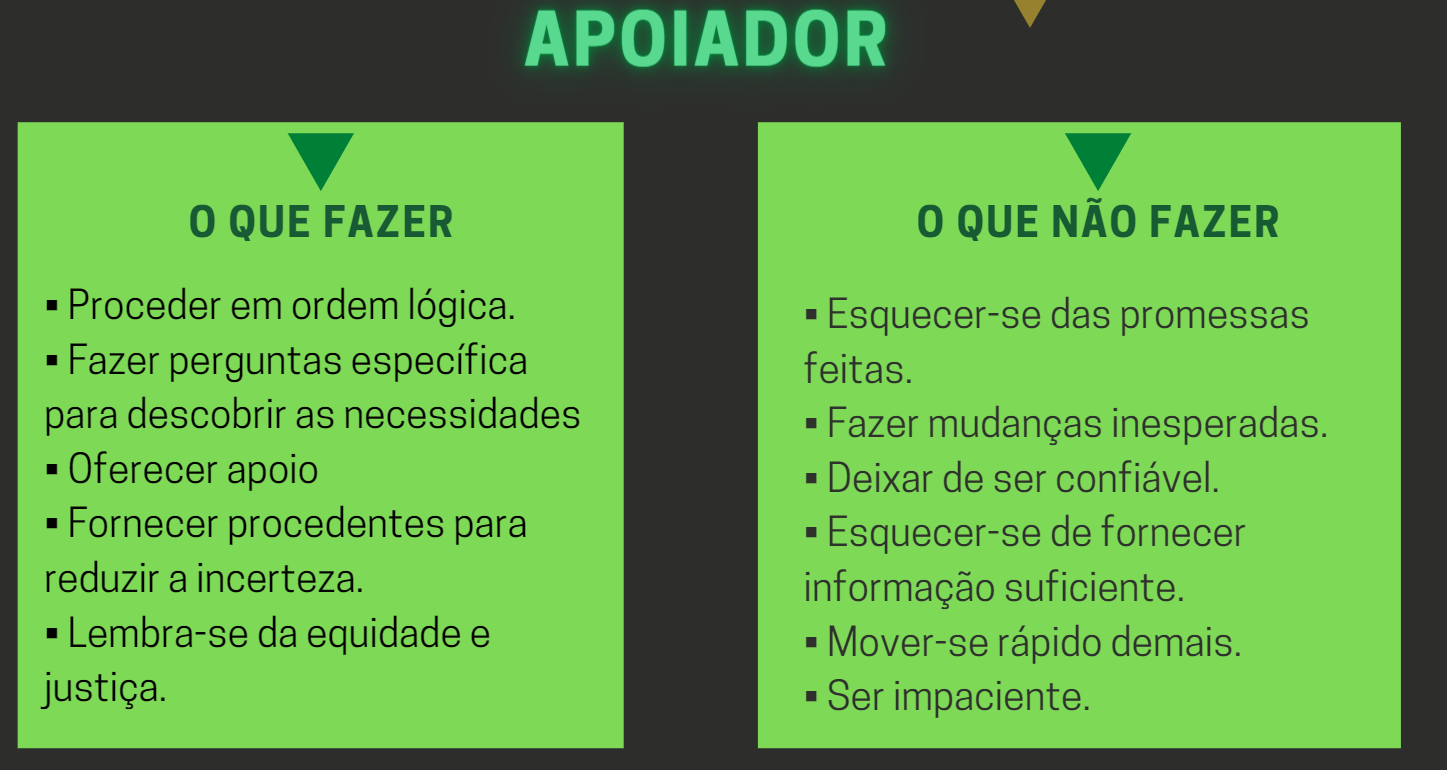 APOIADOR
O QUE FAZER
▪ Proceder em ordem lógica.
▪ Fazer perguntas específica
para descobrir as necessidades
▪ Oferecer apoio
▪ Fornecer procedentes para
reduzir a incerteza.
▪ Lembra-se da equidade e
justiça.
O QUE NÃO FAZER
▪ Esquecer-se das promessas
feitas.
▪ Fazer mudanças inesperadas.
▪ Deixar de ser confiável.
▪ Esquecer-se de fornecer
informação suficiente.
▪ Mover-se rápido demais.
▪ Ser impaciente.